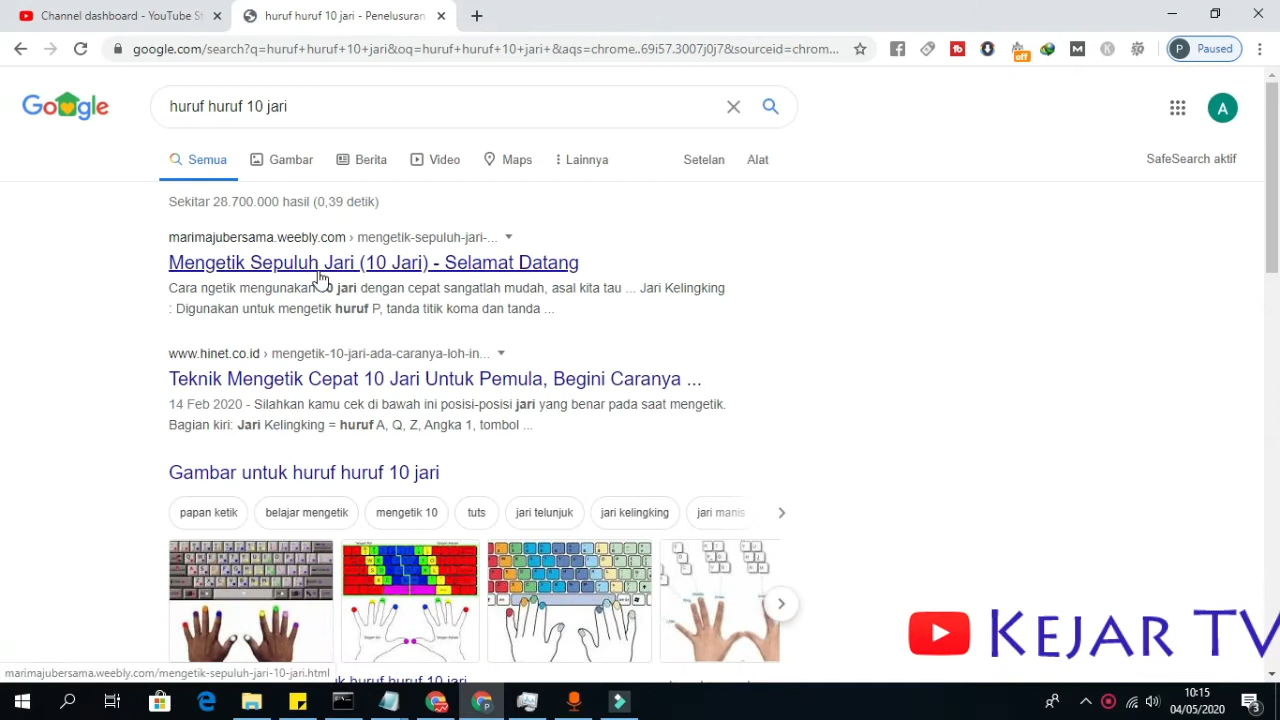 Channel dashboard - YouTube St
huruf huruf 10 jari - Penelusuran
google.com/search?q=huruf+huruf+10+jari&oq=huruf+huruf+10+jari+&aqs=chrome..69i57.3007j0j7&sourceid=chrom...
Paused
Google
huruf huruf 10 jari
A
Semua
Gambar
Berita
Video
Maps
Lainnya
Setelan
Alat
SafeSearch aktif
Sekitar 28.700.000 hasil (0,39 detik)
marimajubersama.weebly.com › mengetik-sepuluh-jari-...
Mengetik Sepuluh Jari (10 Jari) - Selamat Datang
Cara ngetik mengunakan 10 jari dengan cepat sangatlah mudah, asal kita tau ... Jari Kelingking
: Digunakan untuk mengetik huruf P, tanda titik koma dan tanda ...
www.hinet.co.id › mengetik-10-jari-ada-caranya-loh-in...
Teknik Mengetik Cepat 10 Jari Untuk Pemula, Begini Caranya ...
14 Feb 2020 - Silahkan kamu cek di bawah ini posisi-posisi jari yang benar pada saat mengetik.
Bagian kiri: Jari Kelingking = huruf A, Q, Z, Angka 1, tombol ...
Gambar untuk huruf huruf 10 jari
papan ketik
belajar mengetik
mengetik 10
tuts
jari telunjuk
jari kelingking
jari manis
KEJAR TV
marimajubersama.weebly.com/mengetik-sepuluh-jari-10-jari.html
10:15
04/05/2020